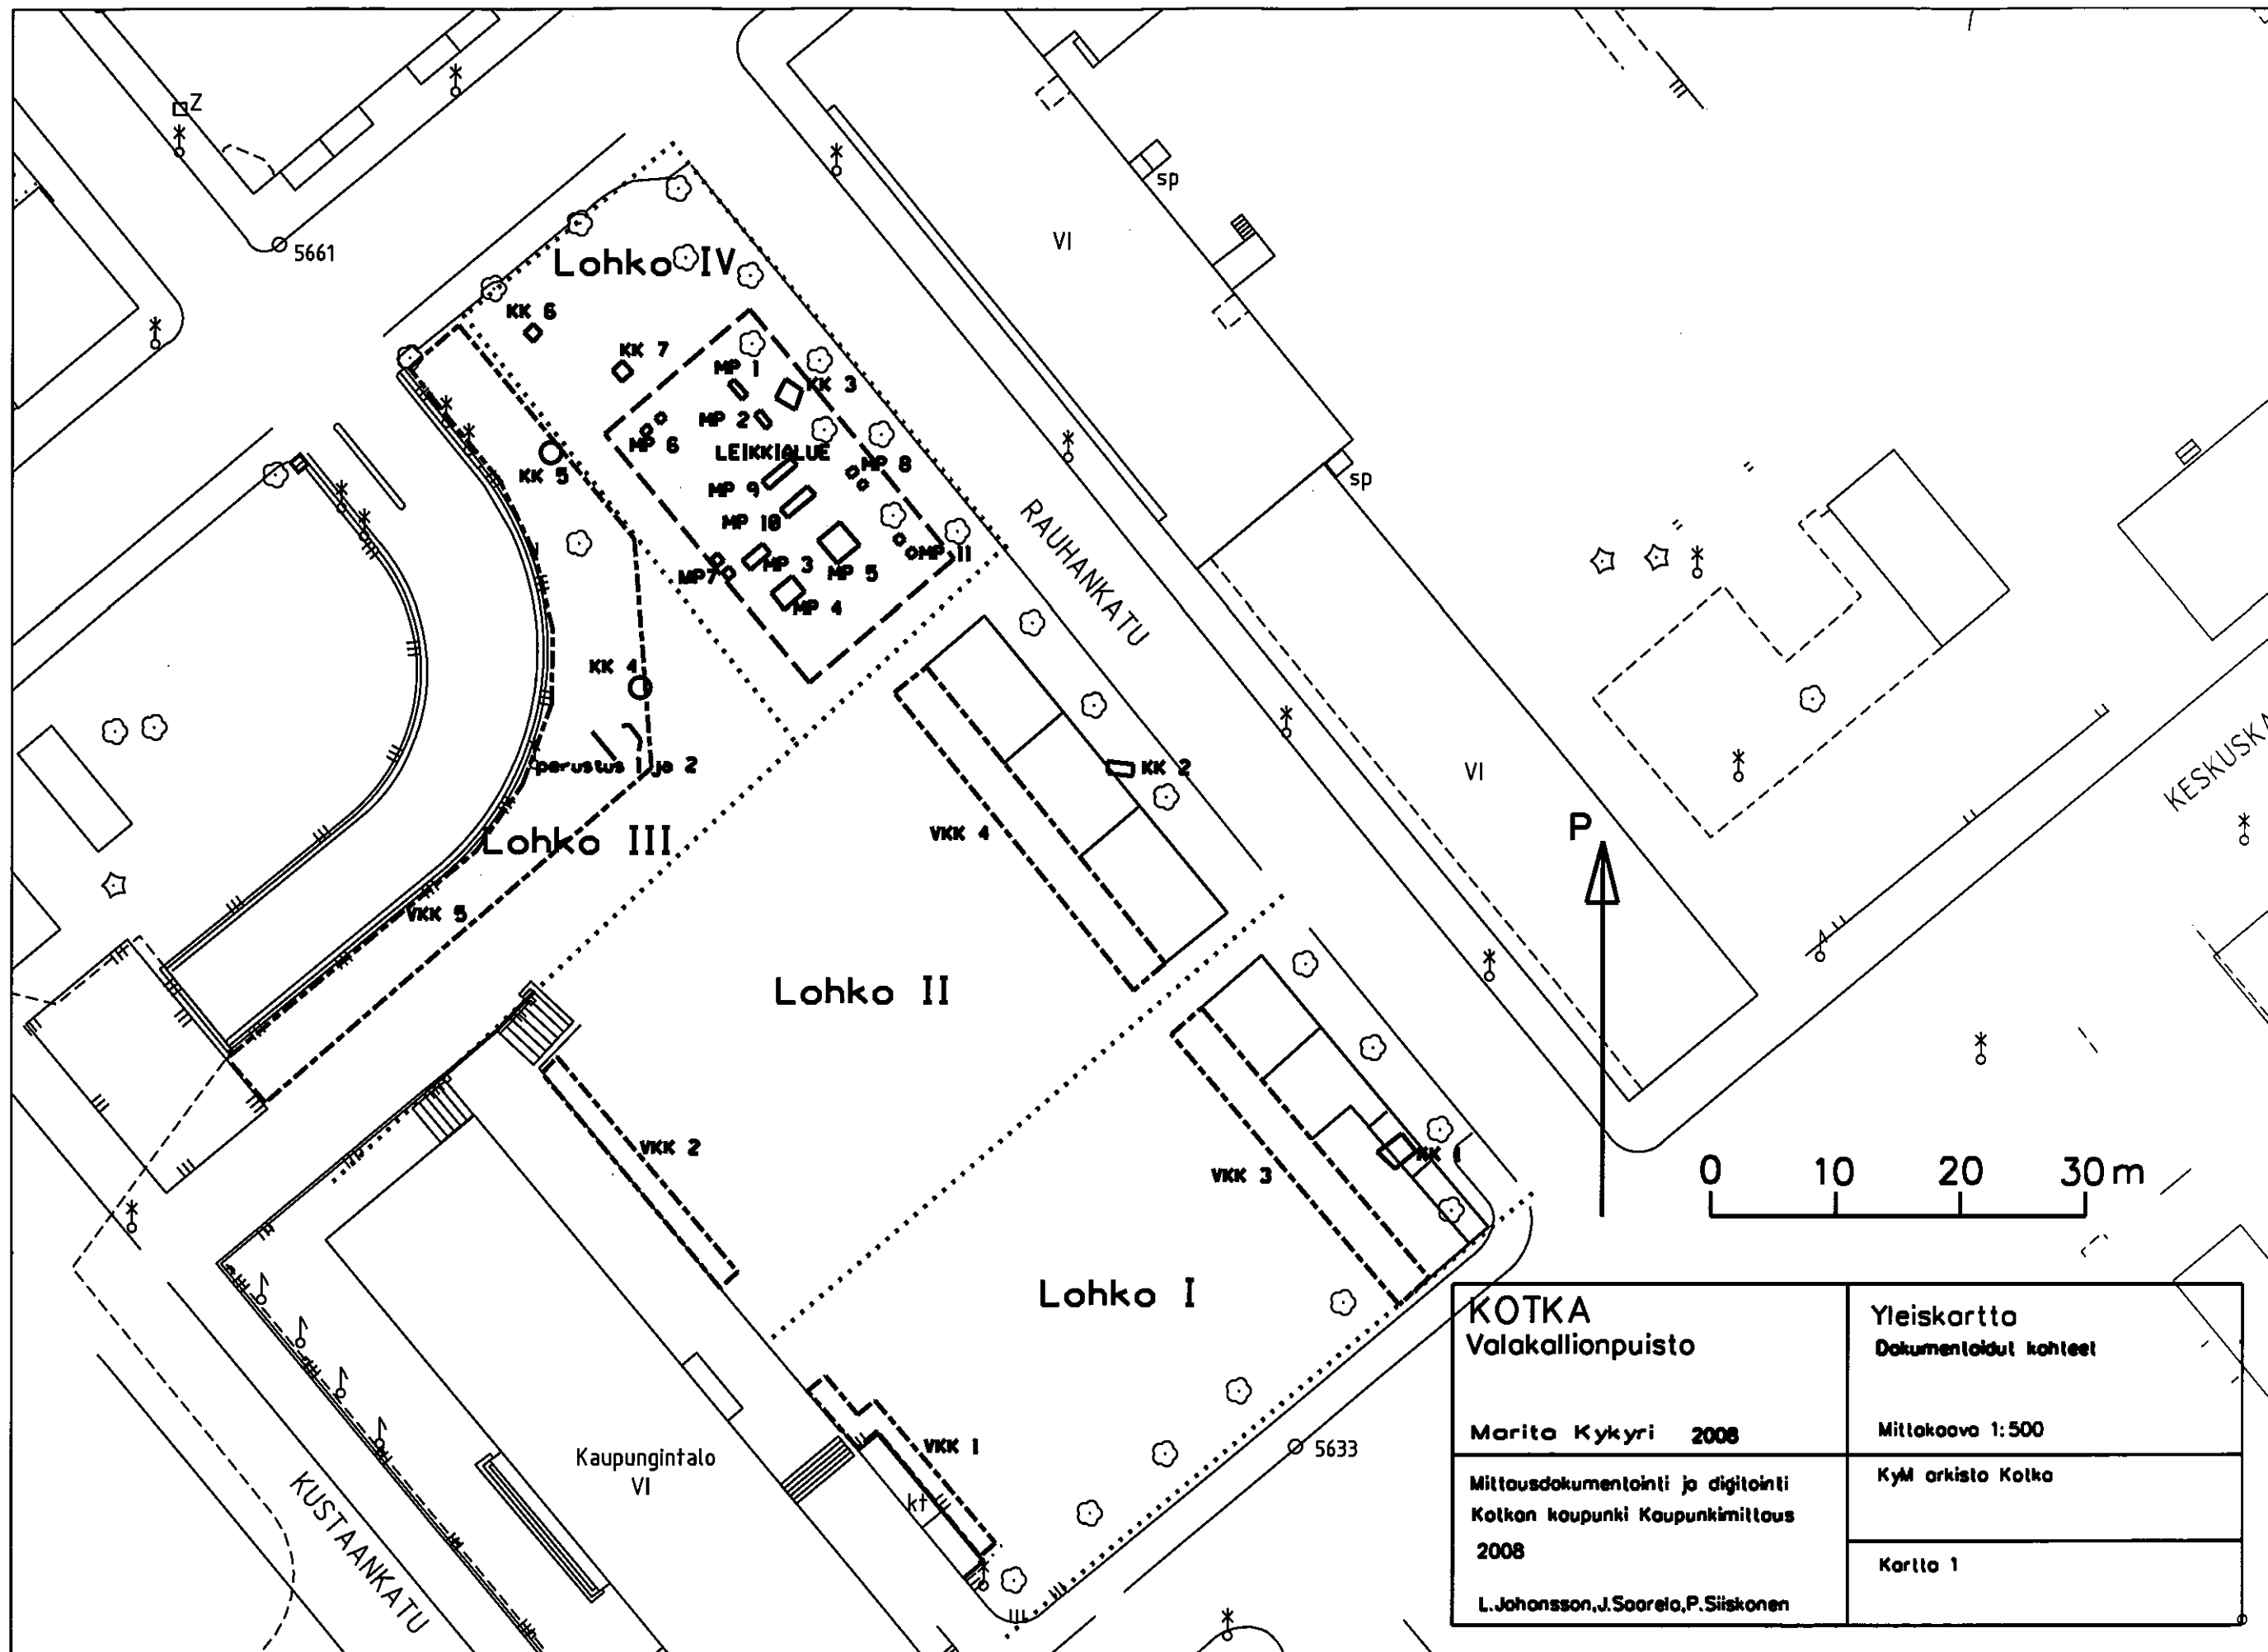 Z
5661
sp
VI
Lohko IV
KK 6
KK 7
MP 1
KK 3
MP 2
MP 6
LEIKKIALUE
KK 5
MP 8
MP 9
MP 10
sp
MP 11
MP 3
MP 5
MP7
MP 4
RAUHANKATU
KK 4
perustus 1 ja 2
KK 2
VI
VKK 4
Lohko III
P
VKK 5
Lohko II
VKK 2
KK 1
VKK 3
0 10 20 30 m
Lohko I
VKK 1
5633
Kaupungintalo
VI
kt
KUSTAANKATU
KOTKA
Valakallionpuisto
Marita Kykyri 2008
Mittausdokumentointi ja digitointi
Kotkan kaupunki Kaupunkimittaus
2008
L.Johansson,J.Saarela,P.Siiskonen
Yleiskartta
Dokumentoidut kohteet
Mittakaava 1:500
KyM arkisto Kotka
Kartta 1